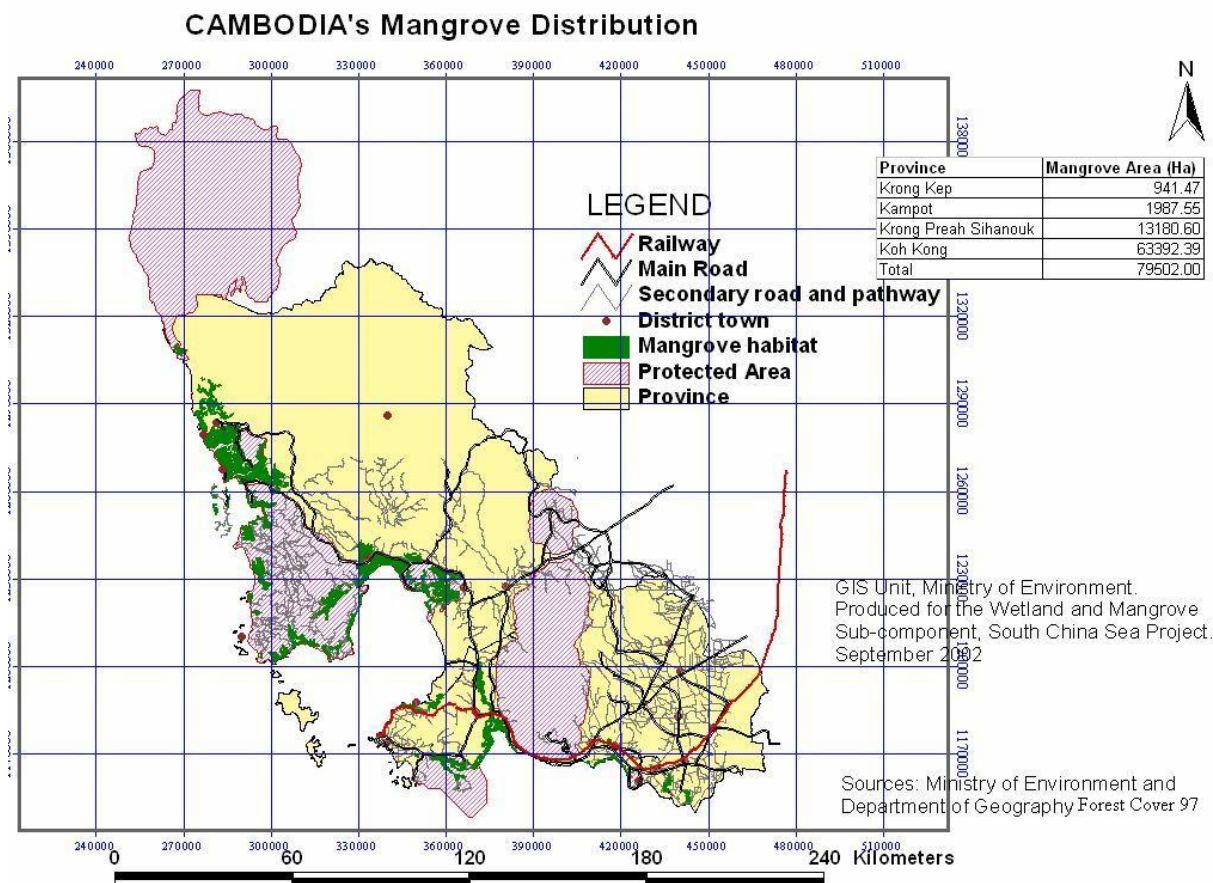 CAMBODIA's Mangrove Distribution
240000 270000 300000 330000 360000 390000 420000 450000 480000 510000
N
1380000
Province Mangrove Area (Ha)
Krong Kep 941.47
Kampot 1987.55
Krong Preah Sihanouk 13180.60
Koh Kong 63392.39
Total 79502.00
LEGEND
Railway
Main Road
Secondary road and pathway
District town
Mangrove habitat
Protected Area
Province
1320000
1290000
1260000
1230000
GIS Unit, Ministry of Environment.
Produced for the Wetland and Mangrove
Sub-component, South China Sea Project.
September 2002
1170000
Sources: Ministry of Environment and
Department of Geography Forest Cover 97
240000 270000 300000 330000 360000 390000 420000 450000 480000 510000
0 60 120 180 240 Kilometers